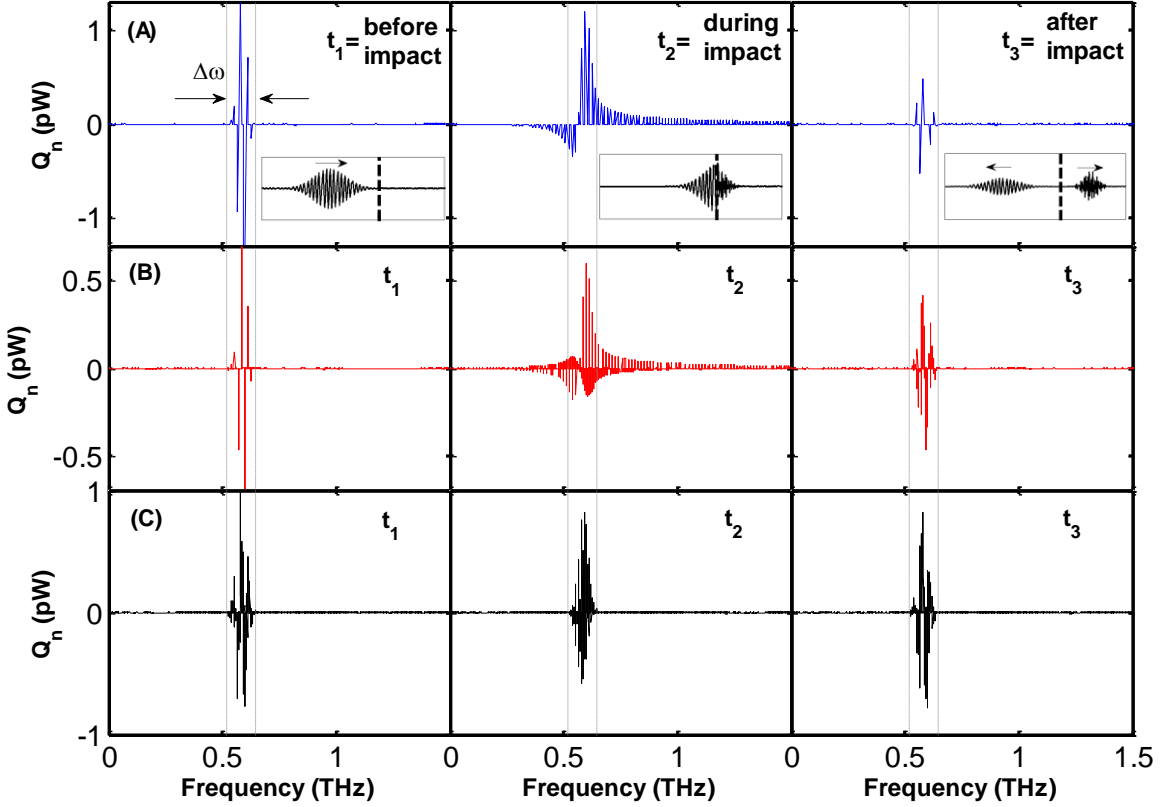 (A)
t1= before impact
t2= during impact
t3= after impact
Δω
Qn (pW)
1
0
-1
(B)
t1
t2
t3
Qn (pW)
0.5
0
-0.5
(C)
t1
t2
t3
Qn (pW)
1
0
-1
0 0.5 1 0 0.5 1 0 0.5 1 1.5
Frequency (THz) Frequency (THz) Frequency (THz)